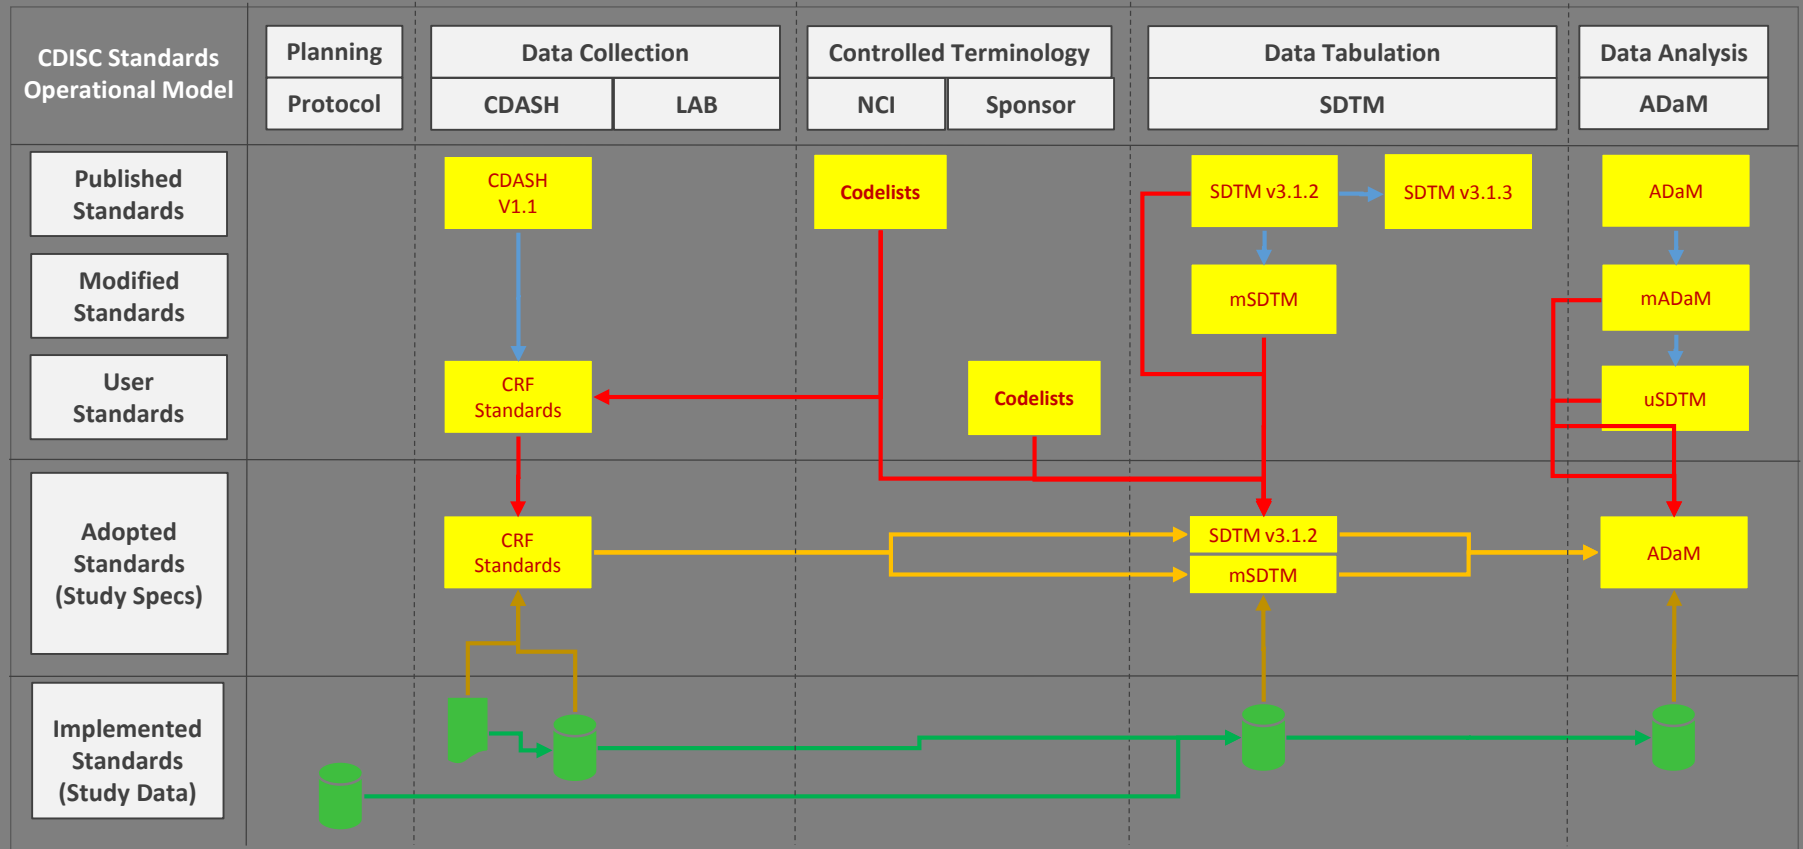 CDISC Standards
Operational Model
Planning
Data Collection
Controlled Terminology
Data Tabulation
Data Analysis
Protocol
CDASH
LAB
NCI
Sponsor
SDTM
ADaM
Published
Standards
CDASH
V1.1
Codelists
SDTM v3.1.2
SDTM v3.1.3
ADaM
Modified
Standards
mSDTM
mADaM
User
Standards
CRF
Standards
Codelists
uSDTM
Adopted
Standards
(Study Specs)
CRF
Standards
SDTM v3.1.2
mSDTM
ADaM
Implemented
Standards
(Study Data)